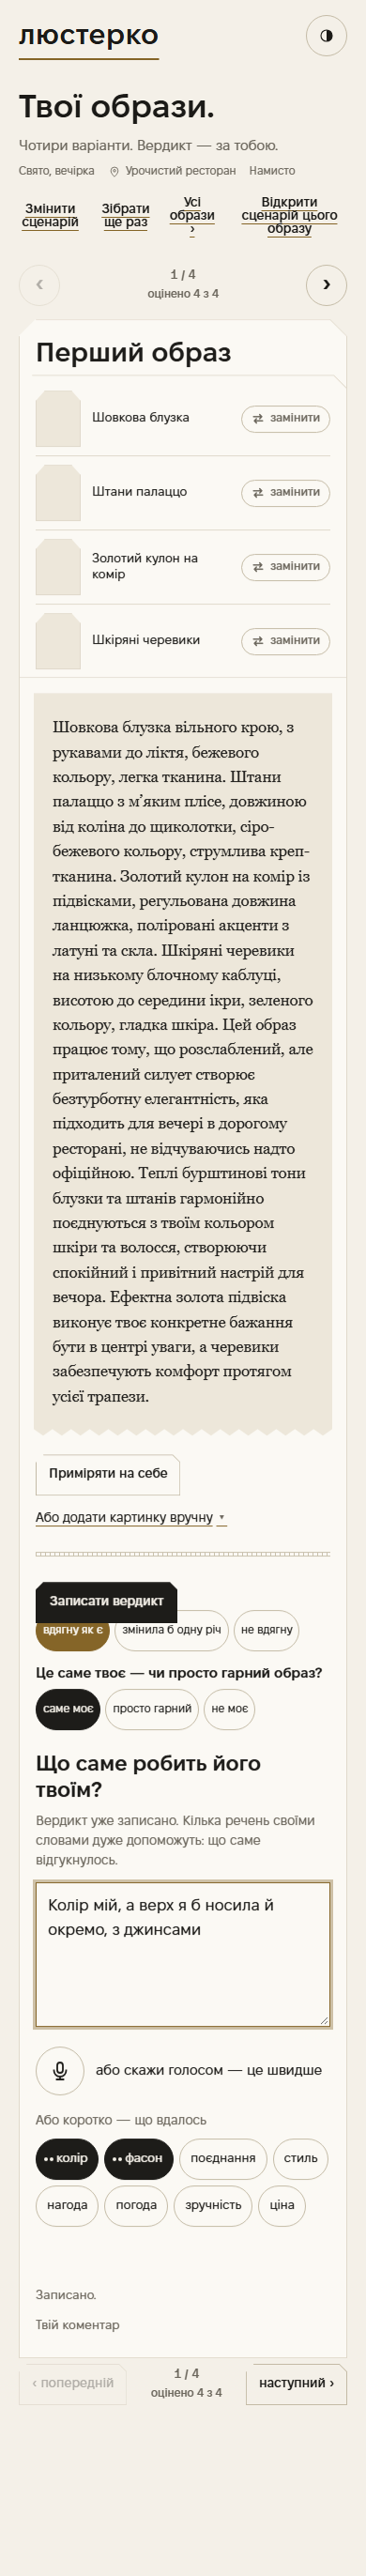 люстерко
Твої образи.
Чотири варіанти. Вердикт — за тобою.
Свято, вечірка Урочистий ресторан Намисто
Змінити сценарій
Зібрати ще раз
Усі образи ›
Відкрити сценарій цього образу
‹
1 / 4
оцінено 4 з 4
›
Перший образ
Шовкова блузка замінити
Штани палаццо замінити
Золотий кулон на
комір замінити
Шкіряні черевики замінити
Шовкова блузка вільного крою, з
рукавами до ліктя, бежевого
кольору, легка тканина. Штани
палаццо з м’яким плісе, довжиною
від коліна до щиколотки, сіро-
бежевого кольору, струмлива креп-
тканина. Золотий кулон на комір із
підвісками, регульована довжина
ланцюжка, поліровані акценти з
латуні та скла. Шкіряні черевики
на низькому блочному каблуці,
висотою до середини ікри, зеленого
кольору, гладка шкіра. Цей образ
працює тому, що розслаблений, але
приталений силует створює
безтурботну елегантність, яка
підходить для вечері в дорогому
ресторані, не відчуваючись надто
офіційною. Теплі бурштинові тони
блузки та штанів гармонійно
поєднуються з твоїм кольором
шкіри та волосся, створюючи
спокійний і привітний настрій для
вечора. Ефектна золота підвіска
виконує твоє конкретне бажання
бути в центрі уваги, а черевики
забезпечують комфорт протягом
усієї трапези.
Приміряти на себе
Або додати картинку вручну
Записати вердикт
вдягну як є змінила б одну річ не вдягну
Це саме твоє — чи просто гарний образ?
саме моє просто гарний не моє
Що саме робить його
твоїм?
Вердикт уже записано. Кілька речень своїми
словами дуже допоможуть: що саме
відгукнулось.
Колір мій, а верх я б носила й
окремо, з джинсами
або скажи голосом — це швидше
Або коротко — що вдалось
колір фасон поєднання стиль
нагода погода зручність ціна
Записано.
Твій коментар
‹ попередній
1 / 4
оцінено 4 з 4
наступний ›